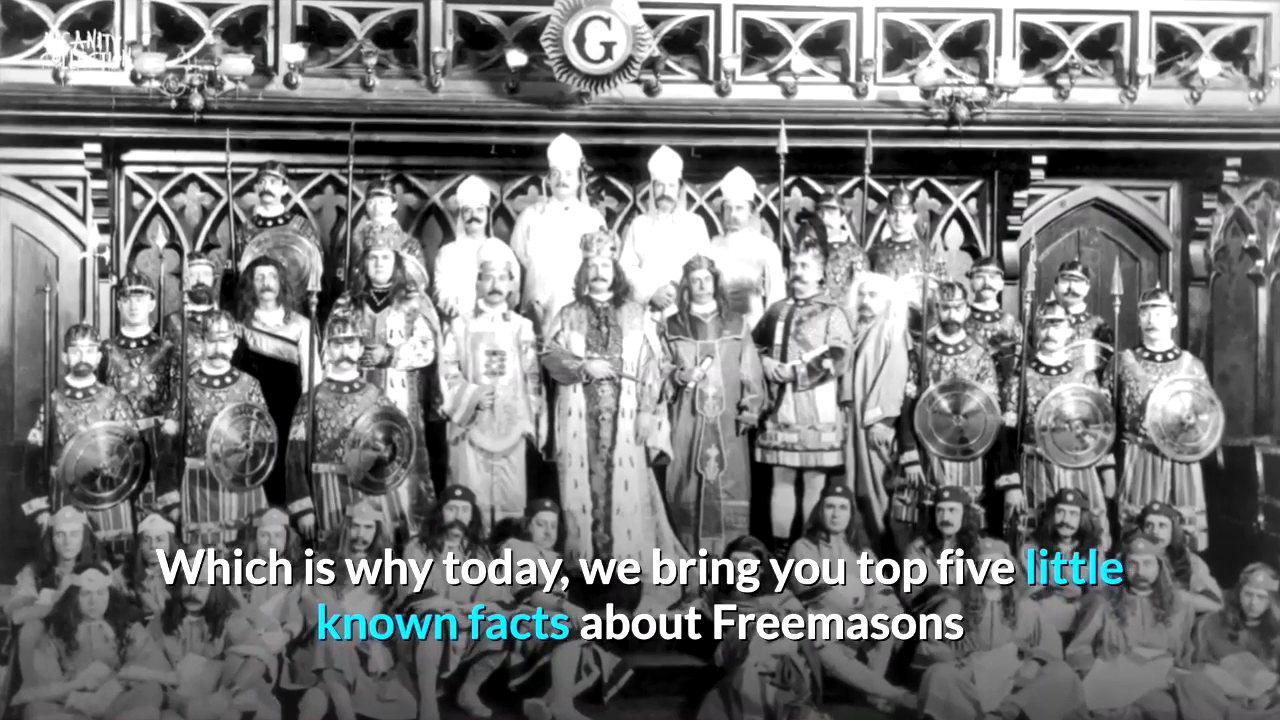 G
Which is why today, we bring you top five little
known facts about Freemasons